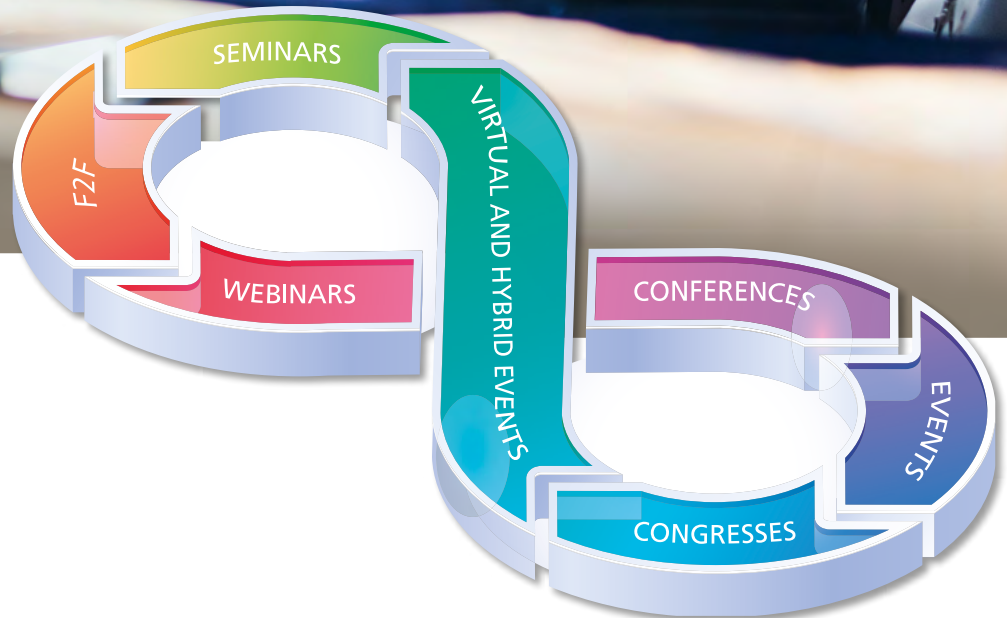 SEMINARS
F2F
WEBINARS
VIRTUAL AND HYBRID EVENTS
CONFERENCES
EVENTS
CONGRESSES